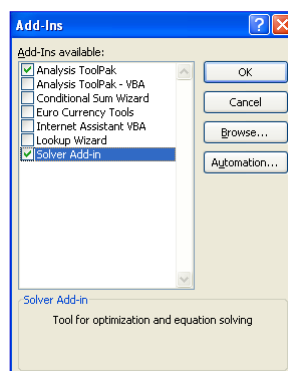 Add-Ins
Add-Ins available:
Analysis ToolPak
Analysis ToolPak - VBA
Conditional Sum Wizard
Euro Currency Tools
Internet Assistant VBA
Lookup Wizard
Solver Add-in
OK
Cancel
Browse...
Automation...
Solver Add-in
Tool for optimization and equation solving